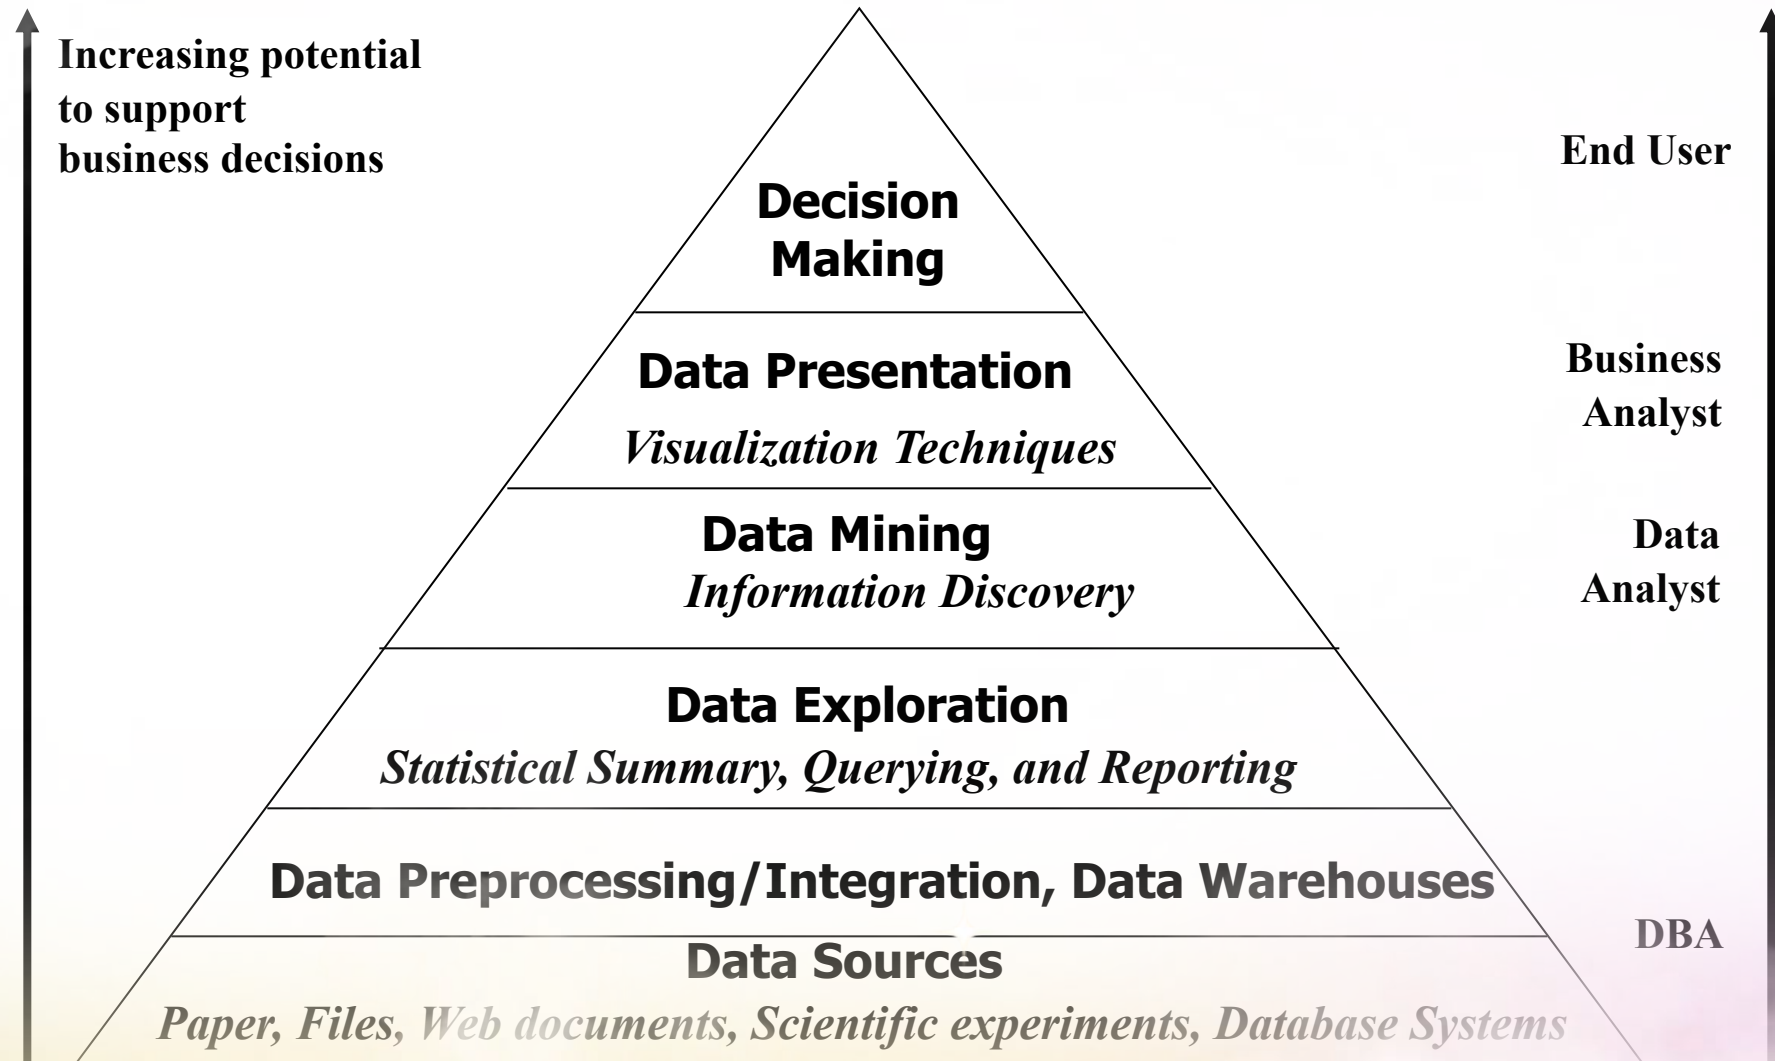 Increasing potential
to support
business decisions
End User
Decision
Making
Business
Analyst
Data Presentation
Visualization Techniques
Data Mining
Information Discovery
Data
Analyst
Data Exploration
Statistical Summary, Querying, and Reporting
Data Preprocessing/Integration, Data Warehouses
DBA
Data Sources
Paper, Files, Web documents, Scientific experiments, Database Systems